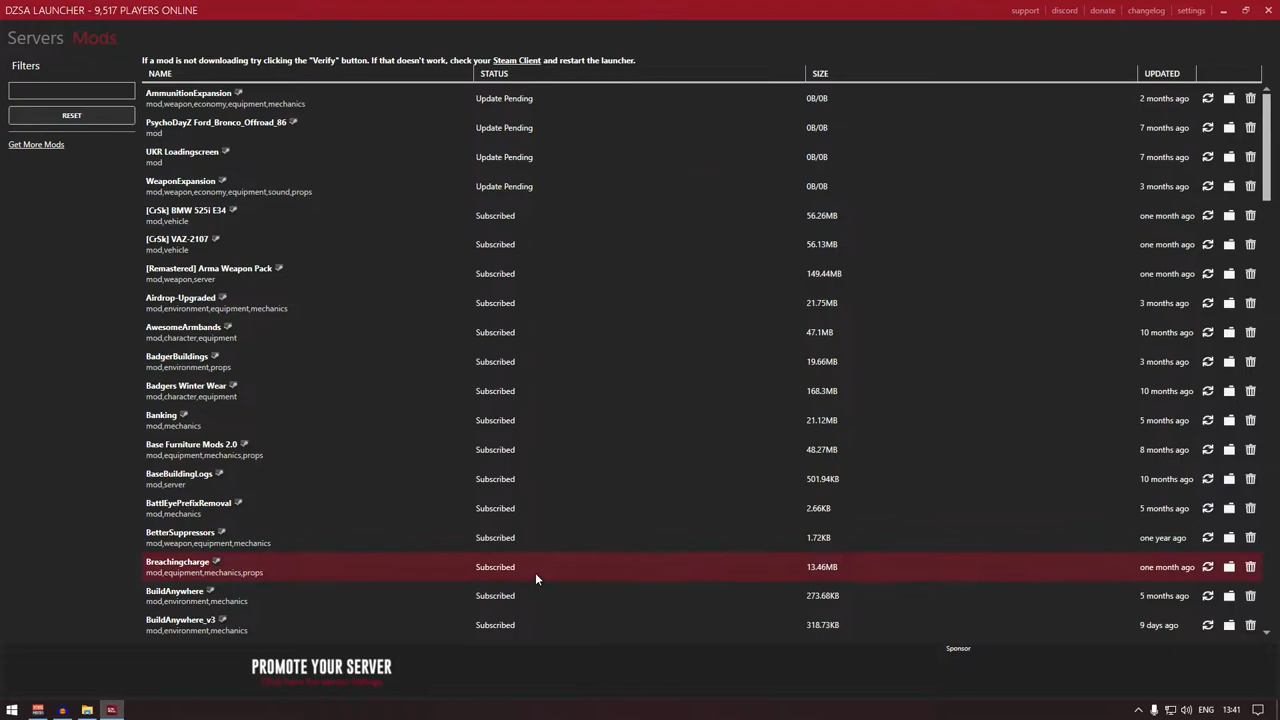 DZSA LAUNCHER - 9,517 PLAYERS ONLINE
support
discord
donate
changelog
settings
Servers Mods
Filters
RESET
Get More Mods
If a mod is not downloading try clicking the "Verify" button. If that doesn't work, check your Steam Client and restart the launcher.
NAME STATUS SIZE UPDATED
AmmunitionExpansion
mod,weapon,economy,equipment,mechanics
Update Pending 0B/0B 2 months ago
PsychoDayZ Ford_Bronco_Offroad_86
mod
Update Pending 0B/0B 7 months ago
UKR Loadingscreen
mod
Update Pending 0B/0B 7 months ago
WeaponExpansion
mod,weapon,economy,equipment,sound,props
Update Pending 0B/0B 3 months ago
[CrSk] BMW 525i E34
mod,vehicle
Subscribed 56.26MB one month ago
[CrSk] VAZ-2107
mod,vehicle
Subscribed 56.13MB one month ago
[Remastered] Arma Weapon Pack
mod,weapon,server
Subscribed 149.44MB one month ago
Airdrop-Upgraded
mod,environment,equipment,mechanics
Subscribed 21.75MB 3 months ago
AwesomeArmbands
mod,character,equipment
Subscribed 47.1MB 10 months ago
BadgerBuildings
mod,environment,props
Subscribed 19.66MB 3 months ago
Badgers Winter Wear
mod,character,equipment
Subscribed 168.3MB 10 months ago
Banking
mod,mechanics
Subscribed 21.12MB 5 months ago
Base Furniture Mods 2.0
mod,equipment,mechanics,props
Subscribed 48.27MB 8 months ago
BaseBuildingLogs
mod,server
Subscribed 501.94KB 10 months ago
BattlEyePrefixRemoval
mod,mechanics
Subscribed 2.66KB 5 months ago
BetterSuppressors
mod,weapon,equipment,mechanics
Subscribed 1.72KB one year ago
Breachingcharge
mod,equipment,mechanics,props
Subscribed 13.46MB one month ago
BuildAnywhere
mod,environment,mechanics
Subscribed 273.68KB 5 months ago
BuildAnywhere_v3
mod,environment,mechanics
Subscribed 318.73KB 9 days ago
Sponsor
PROMOTE YOUR SERVER
ENG 13:41